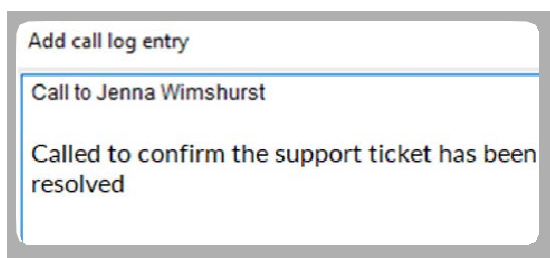 Add call log entry
Call to Jenna Wimshurst
Called to confirm the support ticket has been
resolved